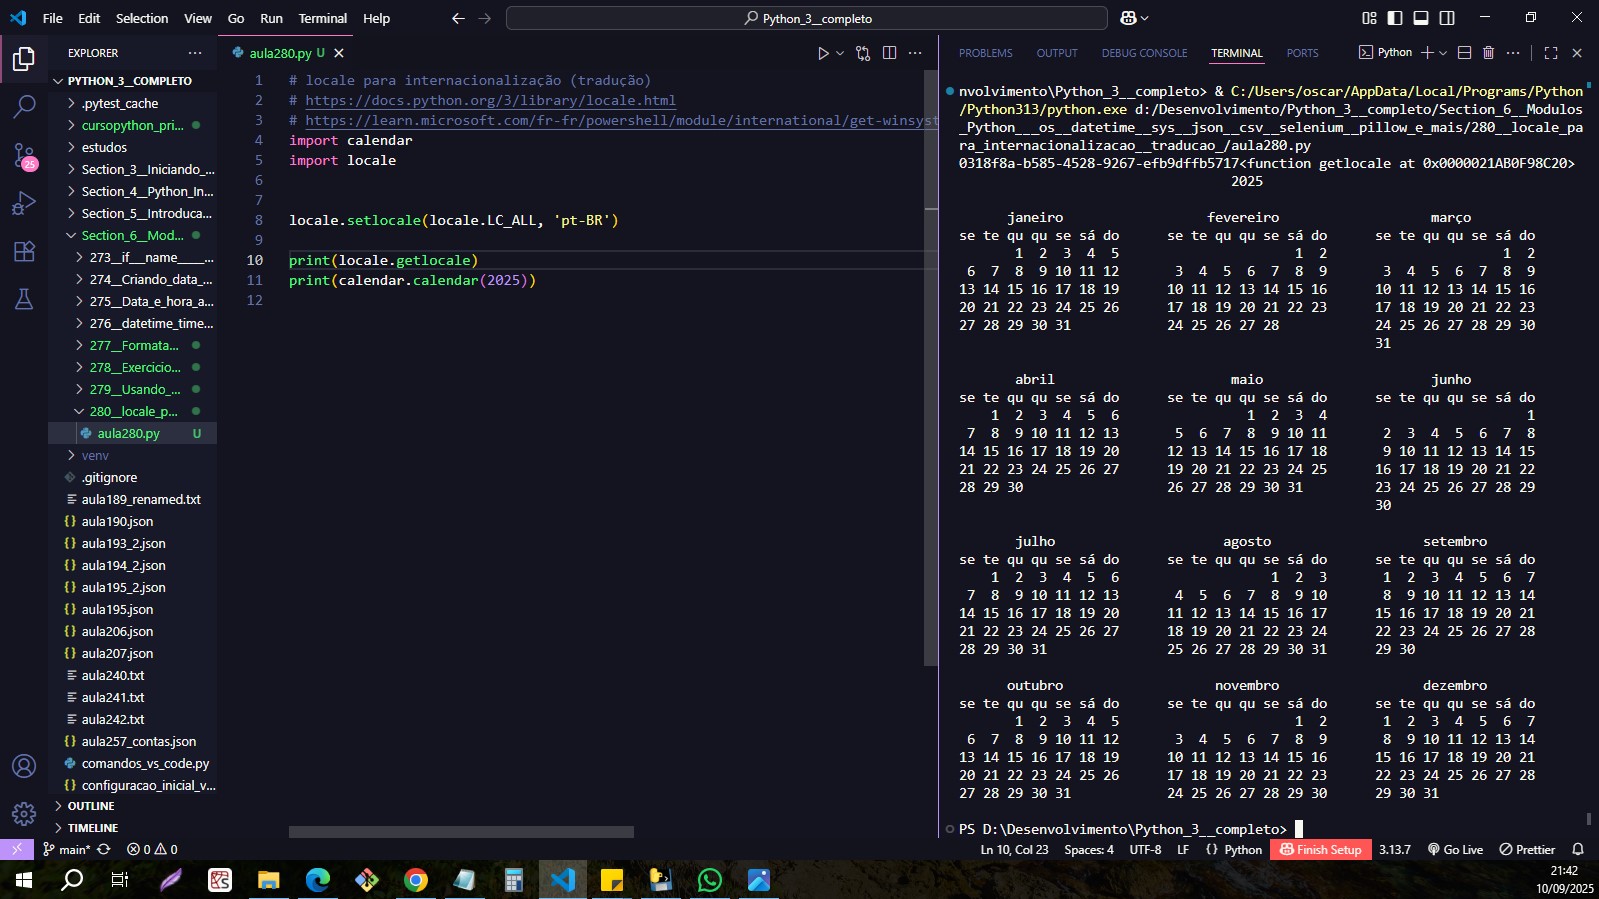 File Edit Selection View Go Run Terminal Help
Python_3__completo
EXPLORER
PYTHON_3__COMPLETO
.pytest_cache
cursopython_pri...
estudos
Section_3__Iniciando_...
Section_4__Python_In...
Section_5__Introduca...
Section_6__Mod...
273__if__name____...
274__Criando_data_...
275__Data_e_hora_a...
276__datetime_time...
277__Formata...
278__Exercicio...
279__Usando_...
280__locale_p...
aula280.py U
venv
.gitignore
aula189_renamed.txt
aula190.json
aula193_2.json
aula194_2.json
aula195_2.json
aula195.json
aula206.json
aula207.json
aula240.txt
aula241.txt
aula242.txt
aula257_contas.json
comandos_vs_code.py
configuracao_inicial_v...
OUTLINE
TIMELINE
25
aula280.py U
1 # locale para internacionalização (tradução)
2 # https://docs.python.org/3/library/locale.html
3 # https://learn.microsoft.com/fr-fr/powershell/module/international/get-winsyst
4 import calendar
5 import locale
6
7
8 locale.setlocale(locale.LC_ALL, 'pt-BR')
9
10 print(locale.getlocale)
11 print(calendar.calendar(2025))
12
PROBLEMS OUTPUT DEBUG CONSOLE TERMINAL PORTS Python
nvolvimento\Python_3__completo> & C:/Users/oscar/AppData/Local/Programs/Python
/Python313/python.exe d:/Desenvolvimento/Python_3__completo/Section_6__Modulos
_Python___os__datetime__sys__json__csv__selenium__pillow_e_mais/280__locale_pa
ra_internacionalizacao__traducao_/aula280.py
0318f8a-b585-4528-9267-efb9dffb5717<function getlocale at 0x0000021AB0F98C20>
2025
janeiro fevereiro março
se te qu qu se sá do se te qu qu se sá do se te qu qu se sá do
1 2 3 4 5 1 2 1 2
6 7 8 9 10 11 12 3 4 5 6 7 8 9 3 4 5 6 7 8 9
13 14 15 16 17 18 19 10 11 12 13 14 15 16 10 11 12 13 14 15 16
20 21 22 23 24 25 26 17 18 19 20 21 22 23 17 18 19 20 21 22 23
27 28 29 30 31 24 25 26 27 28 24 25 26 27 28 29 30
31
abril maio junho
se te qu qu se sá do se te qu qu se sá do se te qu qu se sá do
1 2 3 4 5 6 1 2 3 4 1
7 8 9 10 11 12 13 5 6 7 8 9 10 11 2 3 4 5 6 7 8
14 15 16 17 18 19 20 12 13 14 15 16 17 18 9 10 11 12 13 14 15
21 22 23 24 25 26 27 19 20 21 22 23 24 25 16 17 18 19 20 21 22
28 29 30 26 27 28 29 30 31 23 24 25 26 27 28 29
30
julho agosto setembro
se te qu qu se sá do se te qu qu se sá do se te qu qu se sá do
1 2 3 4 5 6 1 2 3 1 2 3 4 5 6 7
7 8 9 10 11 12 13 4 5 6 7 8 9 10 8 9 10 11 12 13 14
14 15 16 17 18 19 20 11 12 13 14 15 16 17 15 16 17 18 19 20 21
21 22 23 24 25 26 27 18 19 20 21 22 23 24 22 23 24 25 26 27 28
28 29 30 31 25 26 27 28 29 30 31 29 30
outubro novembro dezembro
se te qu qu se sá do se te qu qu se sá do se te qu qu se sá do
1 2 3 4 5 1 2 1 2 3 4 5 6 7
6 7 8 9 10 11 12 3 4 5 6 7 8 9 8 9 10 11 12 13 14
13 14 15 16 17 18 19 10 11 12 13 14 15 16 15 16 17 18 19 20 21
20 21 22 23 24 25 26 17 18 19 20 21 22 23 22 23 24 25 26 27 28
27 28 29 30 31 24 25 26 27 28 29 30 29 30 31
PS D:\Desenvolvimento\Python_3__completo>
main* 0 0 Ln 10, Col 23 Spaces: 4 UTF-8 LF Python Finish Setup 3.13.7 Go Live Prettier
21:42
10/09/2025